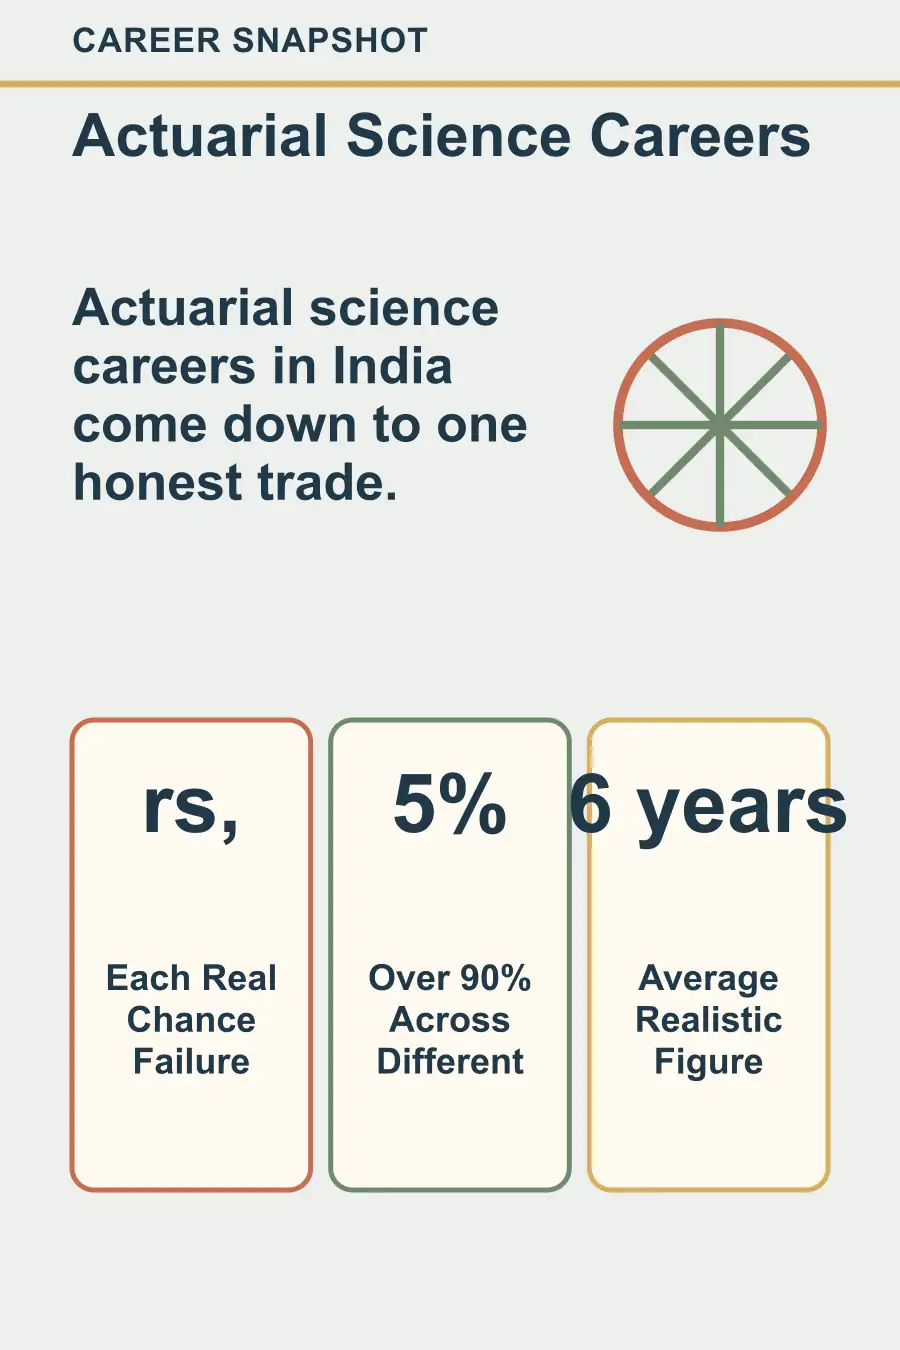 CAREER SNAPSHOT
Actuarial Science Careers
Actuarial science
careers in India
come down to one
honest trade.
rs,
Each Real
Chance
Failure
5%
Over 90%
Across
Different
6 years
Average
Realistic
Figure